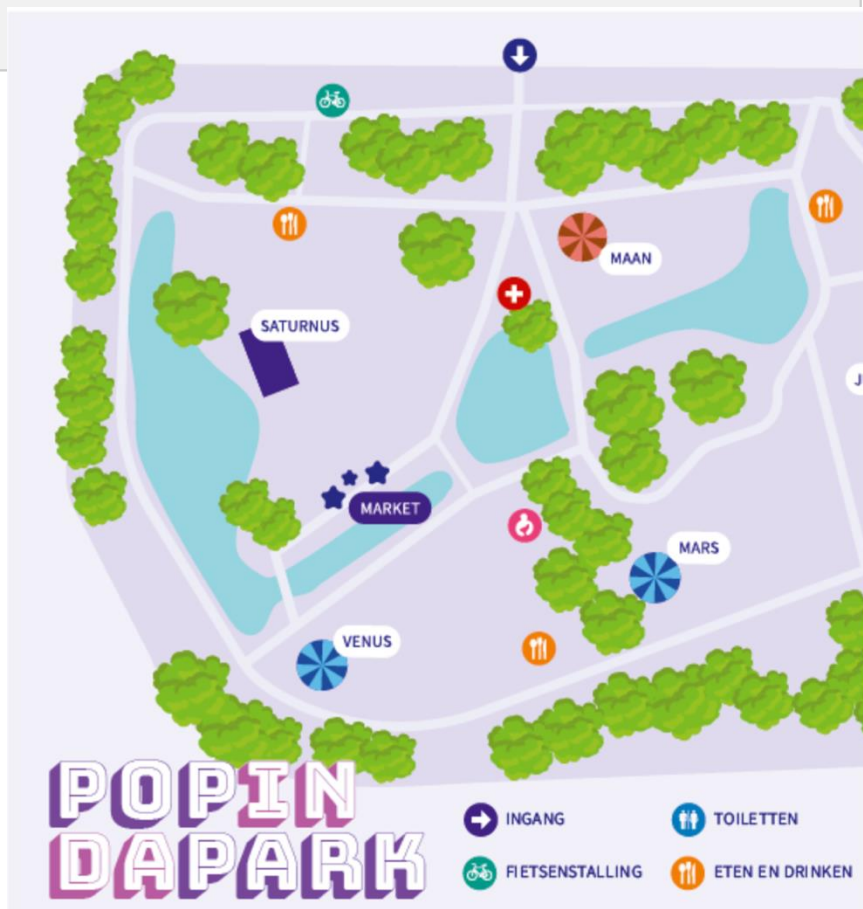 MAAN
SATURNUS
J
MARKET
MARS
VENUS
POPIN
DAPARK
INGANG
TOILETTEN
FIETSENSTALLING
ETEN EN DRINKEN